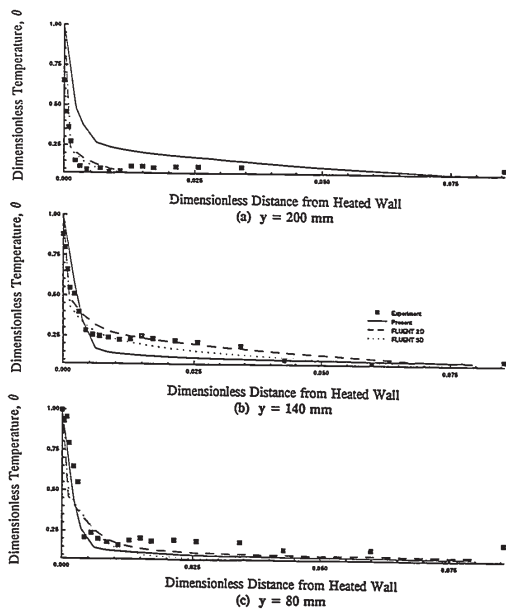 Dimensionless Temperature, θ
1.00
0.75
0.50
0.25
0.000
0.025
0.050
0.075
Dimensionless Distance from Heated Wall
(a) y = 200 mm
Dimensionless Temperature, θ
1.00
0.75
0.50
0.25
Experiment
Present
FLUENT 2D
FLUENT 3D
0.000
0.025
0.050
0.075
Dimensionless Distance from Heated Wall
(b) y = 140 mm
Dimensionless Temperature, θ
1.00
0.75
0.50
0.25
0.000
0.025
0.050
0.075
Dimensionless Distance from Heated Wall
(c) y = 80 mm